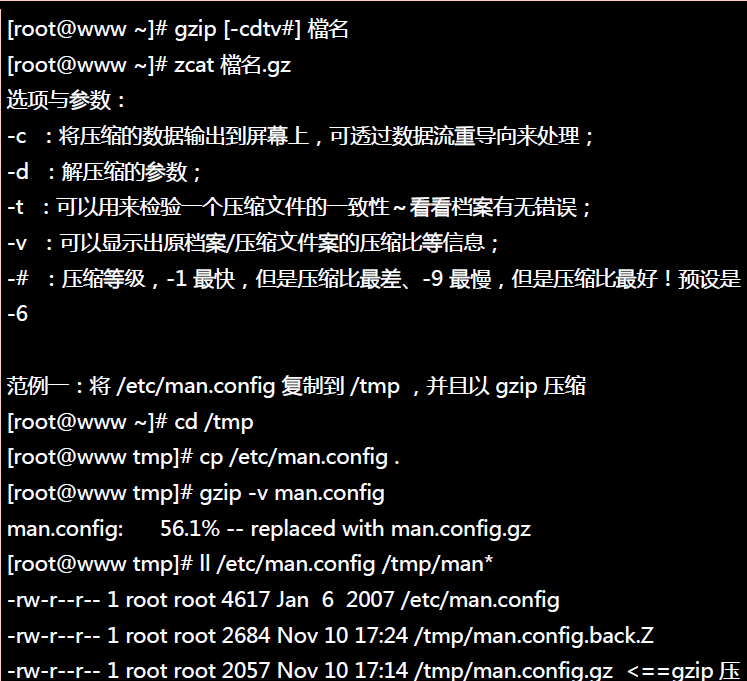 [root@www ~]# gzip [-cdtv#] 檔名
[root@www ~]# zcat 檔名.gz
选项与参数：
-c ：将压缩的数据输出到屏幕上，可透过数据流重导向来处理；
-d ：解压缩的参数；
-t ：可以用来检验一个压缩文件的一致性～看看档案有无错误；
-v ：可以显示出原档案/压缩文件案的压缩比等信息；
-# ：压缩等级，-1 最快，但是压缩比最差、-9 最慢，但是压缩比最好！预设是
-6
范例一：将 /etc/man.config 复制到 /tmp ，并且以 gzip 压缩
[root@www ~]# cd /tmp
[root@www tmp]# cp /etc/man.config .
[root@www tmp]# gzip -v man.config
man.config: 56.1% -- replaced with man.config.gz
[root@www tmp]# ll /etc/man.config /tmp/man*
-rw-r--r-- 1 root root 4617 Jan 6 2007 /etc/man.config
-rw-r--r-- 1 root root 2684 Nov 10 17:24 /tmp/man.config.back.Z
-rw-r--r-- 1 root root 2057 Nov 10 17:14 /tmp/man.config.gz <==gzip 压